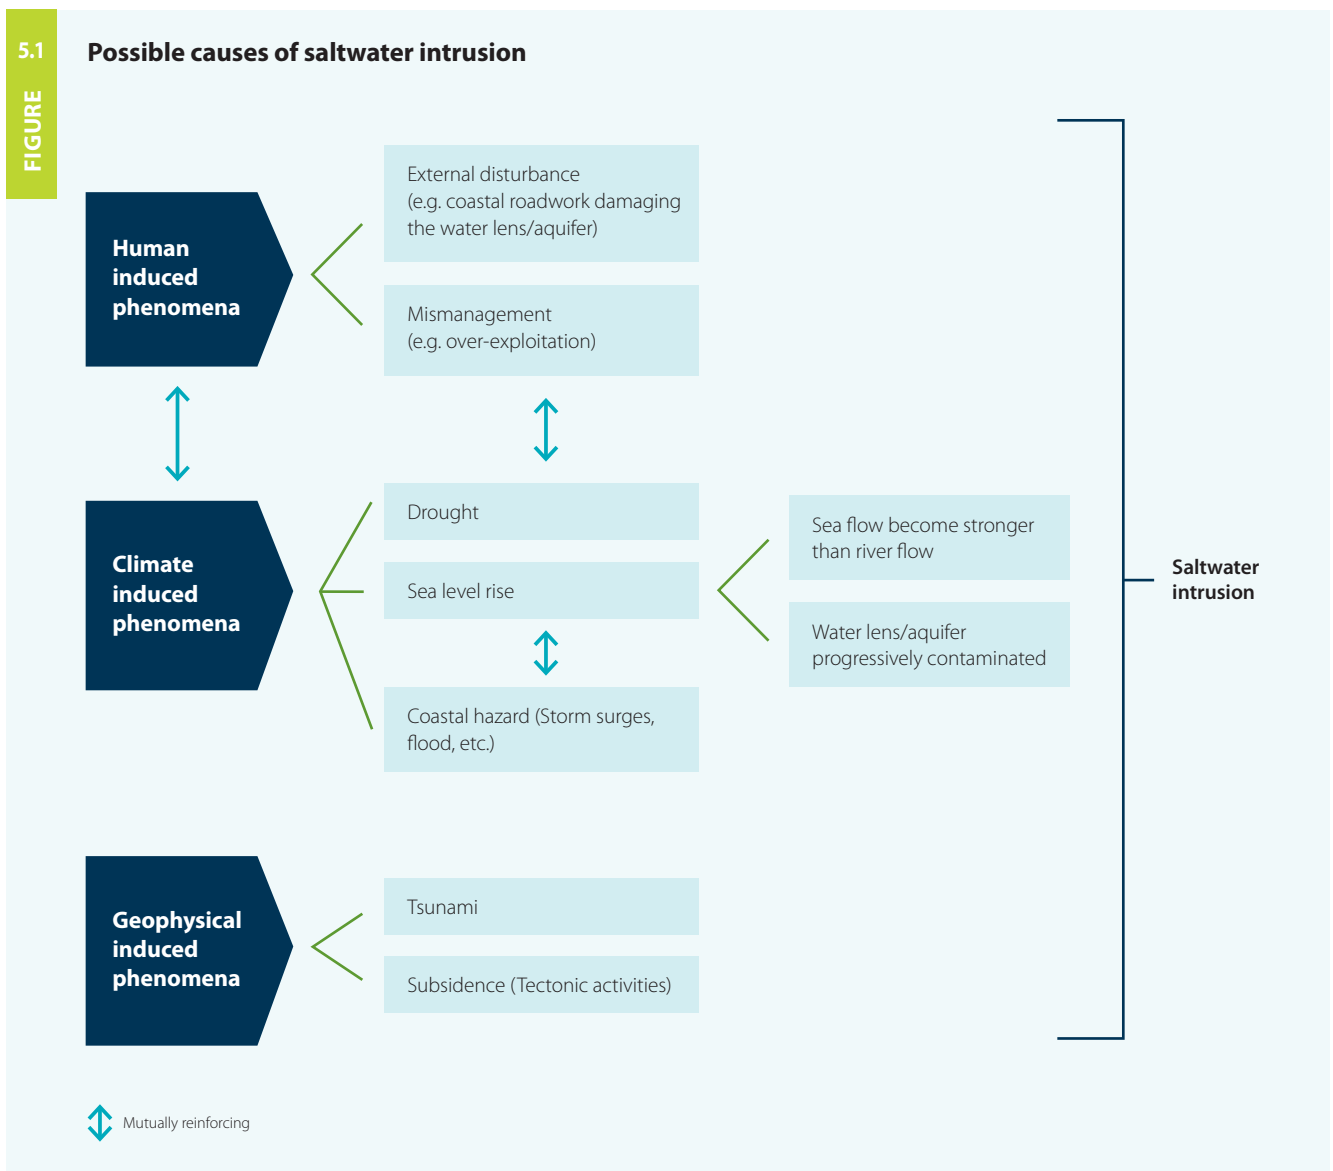 5.1
FIGURE
Possible causes of saltwater intrusion
Human
induced
phenomena
External disturbance
(e.g. coastal roadwork damaging
the water lens/aquifer)
Mismanagement
(e.g. over-exploitation)
Climate
induced
phenomena
Drought
Sea level rise
Coastal hazard (Storm surges,
flood, etc.)
Sea flow become stronger
than river flow
Water lens/aquifer
progressively contaminated
Saltwater
intrusion
Geophysical
induced
phenomena
Tsunami
Subsidence (Tectonic activities)
Mutually reinforcing